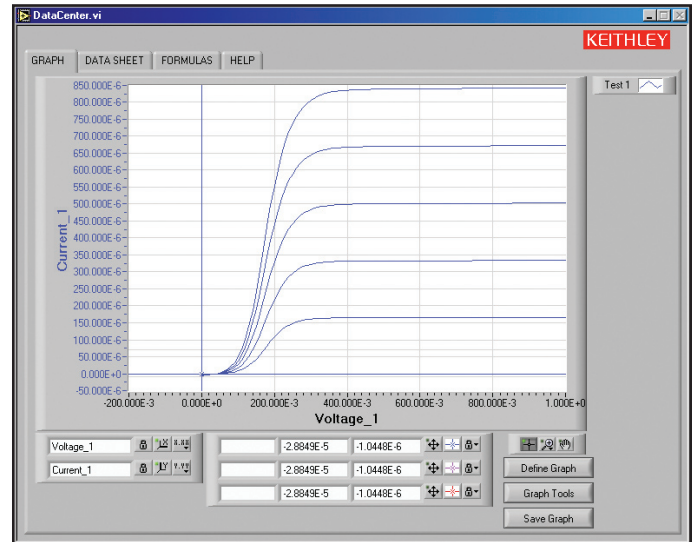 DataCenter.vi
KEITHLEY
GRAPH DATA SHEET FORMULAS HELP
Test 1
850.000E-6
800.000E-6
750.000E-6
700.000E-6
650.000E-6
600.000E-6
550.000E-6
500.000E-6
450.000E-6
400.000E-6
350.000E-6
300.000E-6
250.000E-6
200.000E-6
150.000E-6
100.000E-6
50.000E-6
0.000E+0
-50.000E-6
Current_1
-200.000E-3 0.000E+0 200.000E-3 400.000E-3 600.000E-3 800.000E-3 1.000E+0
Voltage_1
Voltage_1 X X.XX
Current_1 Y Y.YY
-2.8849E-5 -1.0448E-6
-2.8849E-5 -1.0448E-6
-2.8849E-5 -1.0448E-6
Define Graph
Graph Tools
Save Graph